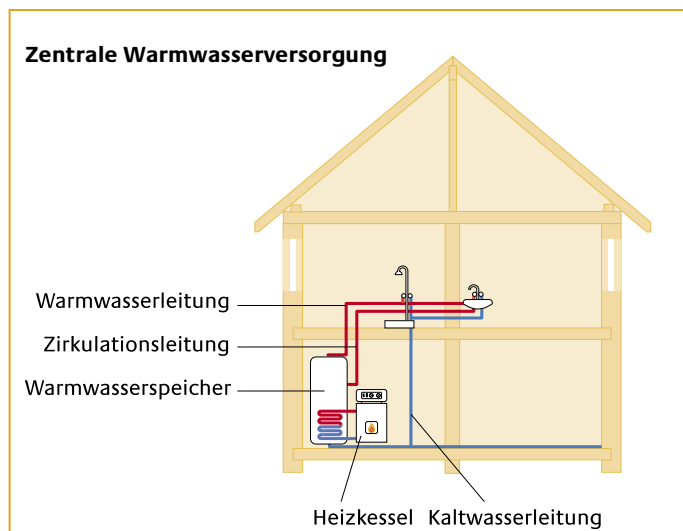 Zentrale Warmwasserversorgung
Warmwasserleitung
Zirkulationsleitung
Warmwasserspeicher
Heizkessel Kaltwasserleitung